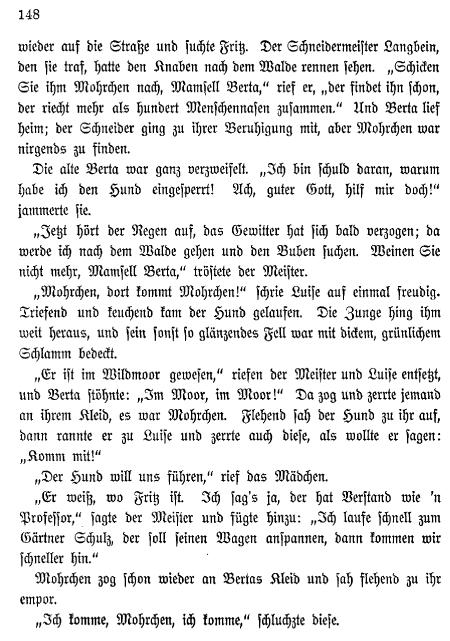 148
wieder auf die Straße und suchte Fritz. Der Schneidermeister Langbein,
den sie traf, hatte den Knaben nach dem Walde rennen sehen. „Schicken
Sie ihm Mohrchen nach, Mamsell Berta,“ rief er, „der findet ihn schon,
der riecht mehr als hundert Menschennasen zusammen.“ Und Berta lief
heim; der Schneider ging zu ihrer Beruhigung mit, aber Mohrchen war
nirgends zu finden.
Die alte Berta war ganz verzweifelt. „Ich bin schuld daran, warum
habe ich den Hund eingesperrt! Ach, guter Gott, hilf mir doch!“
jammerte sie.
„Jetzt hört der Regen auf, das Gewitter hat sich bald verzogen; da
werde ich nach dem Walde gehen und den Buben suchen. Weinen Sie
nicht mehr, Mamsell Berta,“ tröstete der Meister.
„Mohrchen, dort kommt Mohrchen!“ schrie Luise auf einmal freudig.
Triefend und keuchend kam der Hund gelaufen. Die Zunge hing ihm
weit heraus, und sein sonst so glänzendes Fell war mit dickem, grünlichem
Schlamm bedeckt.
„Er ist im Wildmoor gewesen,“ riefen der Meister und Luise entsetzt,
und Berta stöhnte: „Im Moor, im Moor!“ Da zog und zerrte jemand
an ihrem Kleid, es war Mohrchen. Flehend sah der Hund zu ihr auf,
dann rannte er zu Luise und zerrte auch diese, als wollte er sagen:
„Komm mit!“
„Der Hund will uns führen,“ rief das Mädchen.
„Er weiß, wo Fritz ist. Ich sag's ja, der hat Verstand wie 'n
Professor,“ sagte der Meister und fügte hinzu: „Ich laufe schnell zum
Gärtner Schulz, der soll seinen Wagen anspannen, dann kommen wir
schneller hin.“
Mohrchen zog schon wieder an Bertas Kleid und sah flehend zu ihr
empor.
„Ich komme, Mohrchen, ich komme,“ schluchzte diese.